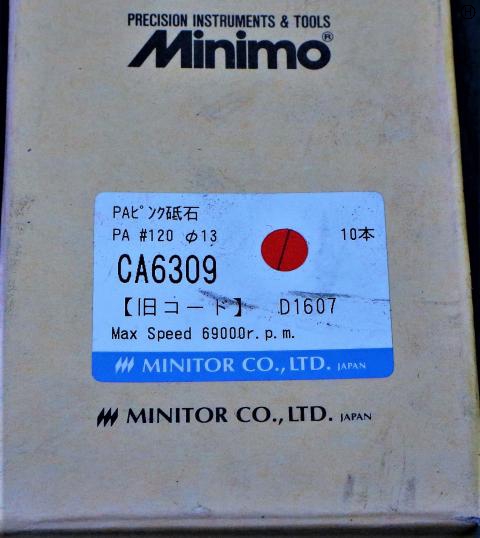 PRECISION INSTRUMENTS & TOOLS
Minimo®
PAピンク砥石
PA #120 φ13 10本
CA6309
【旧コード】 D1607
Max Speed 69000r.p.m.
MINITOR CO.,LTD. JAPAN
MINITOR CO.,LTD. JAPAN